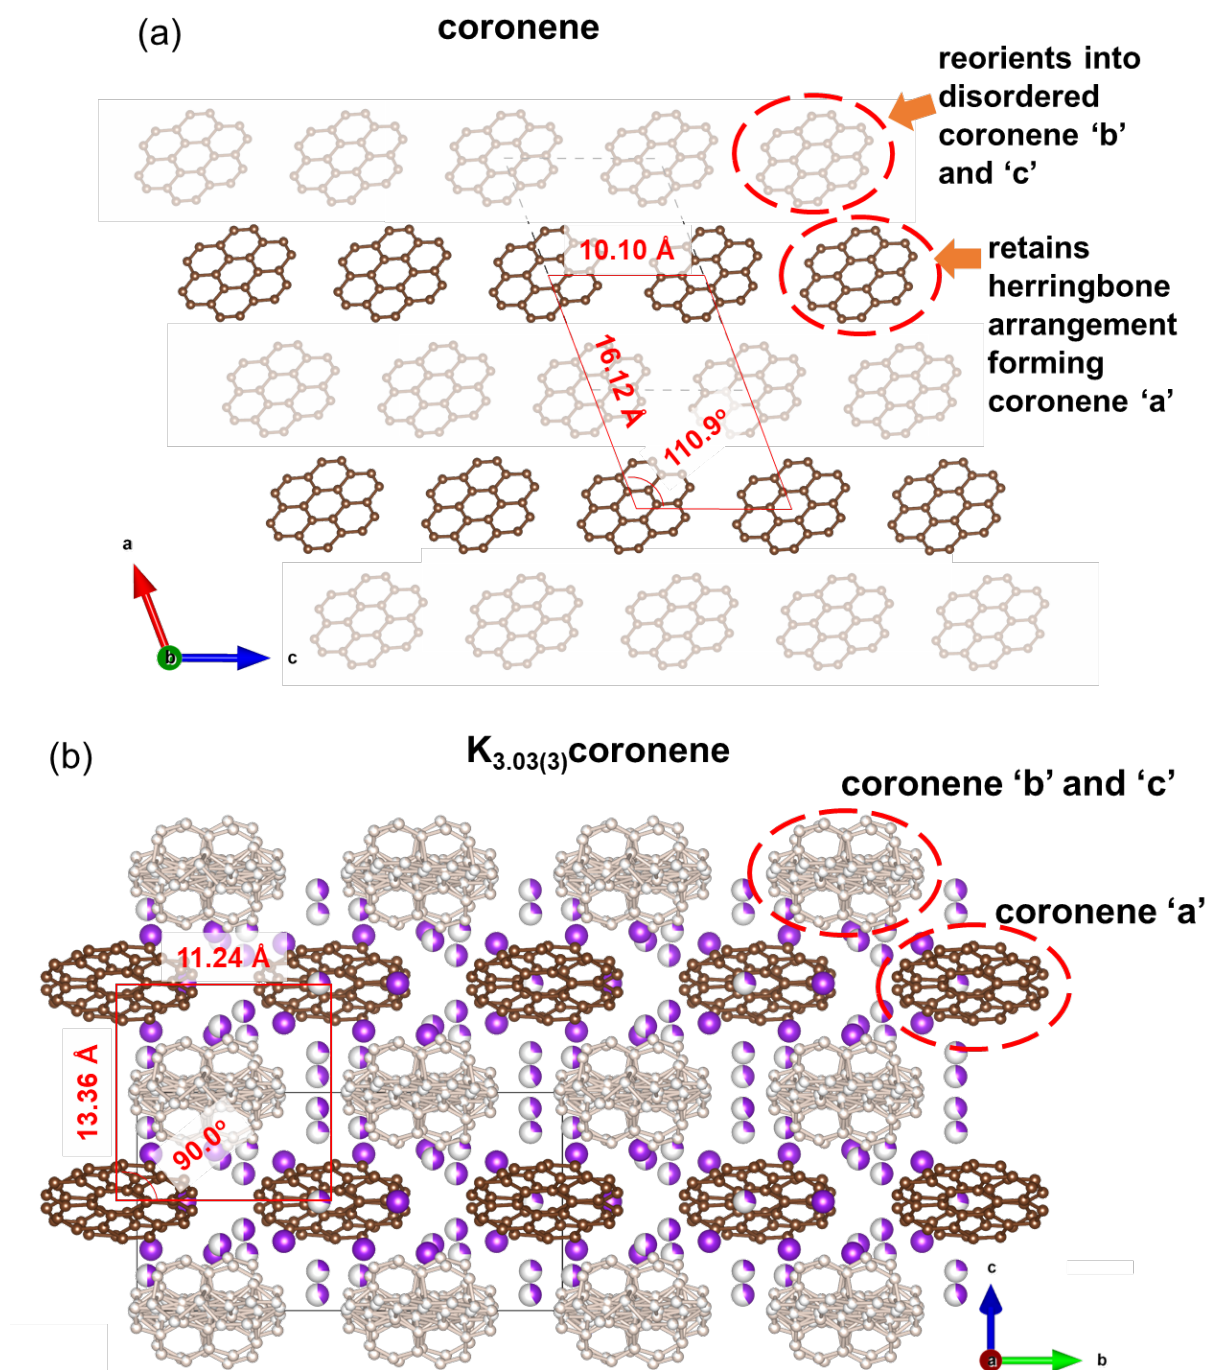 (a)
coronene
reorients into
disordered
coronene ‘b’
and ‘c’
10.10 Å
retains
herringbone
arrangement
forming
coronene ‘a’
16.12 Å
110.9°
a
b
c
(b)
K3.03(3)coronene
coronene ‘b’ and ‘c’
coronene ‘a’
11.24 Å
13.36 Å
90.0°
c
a
b